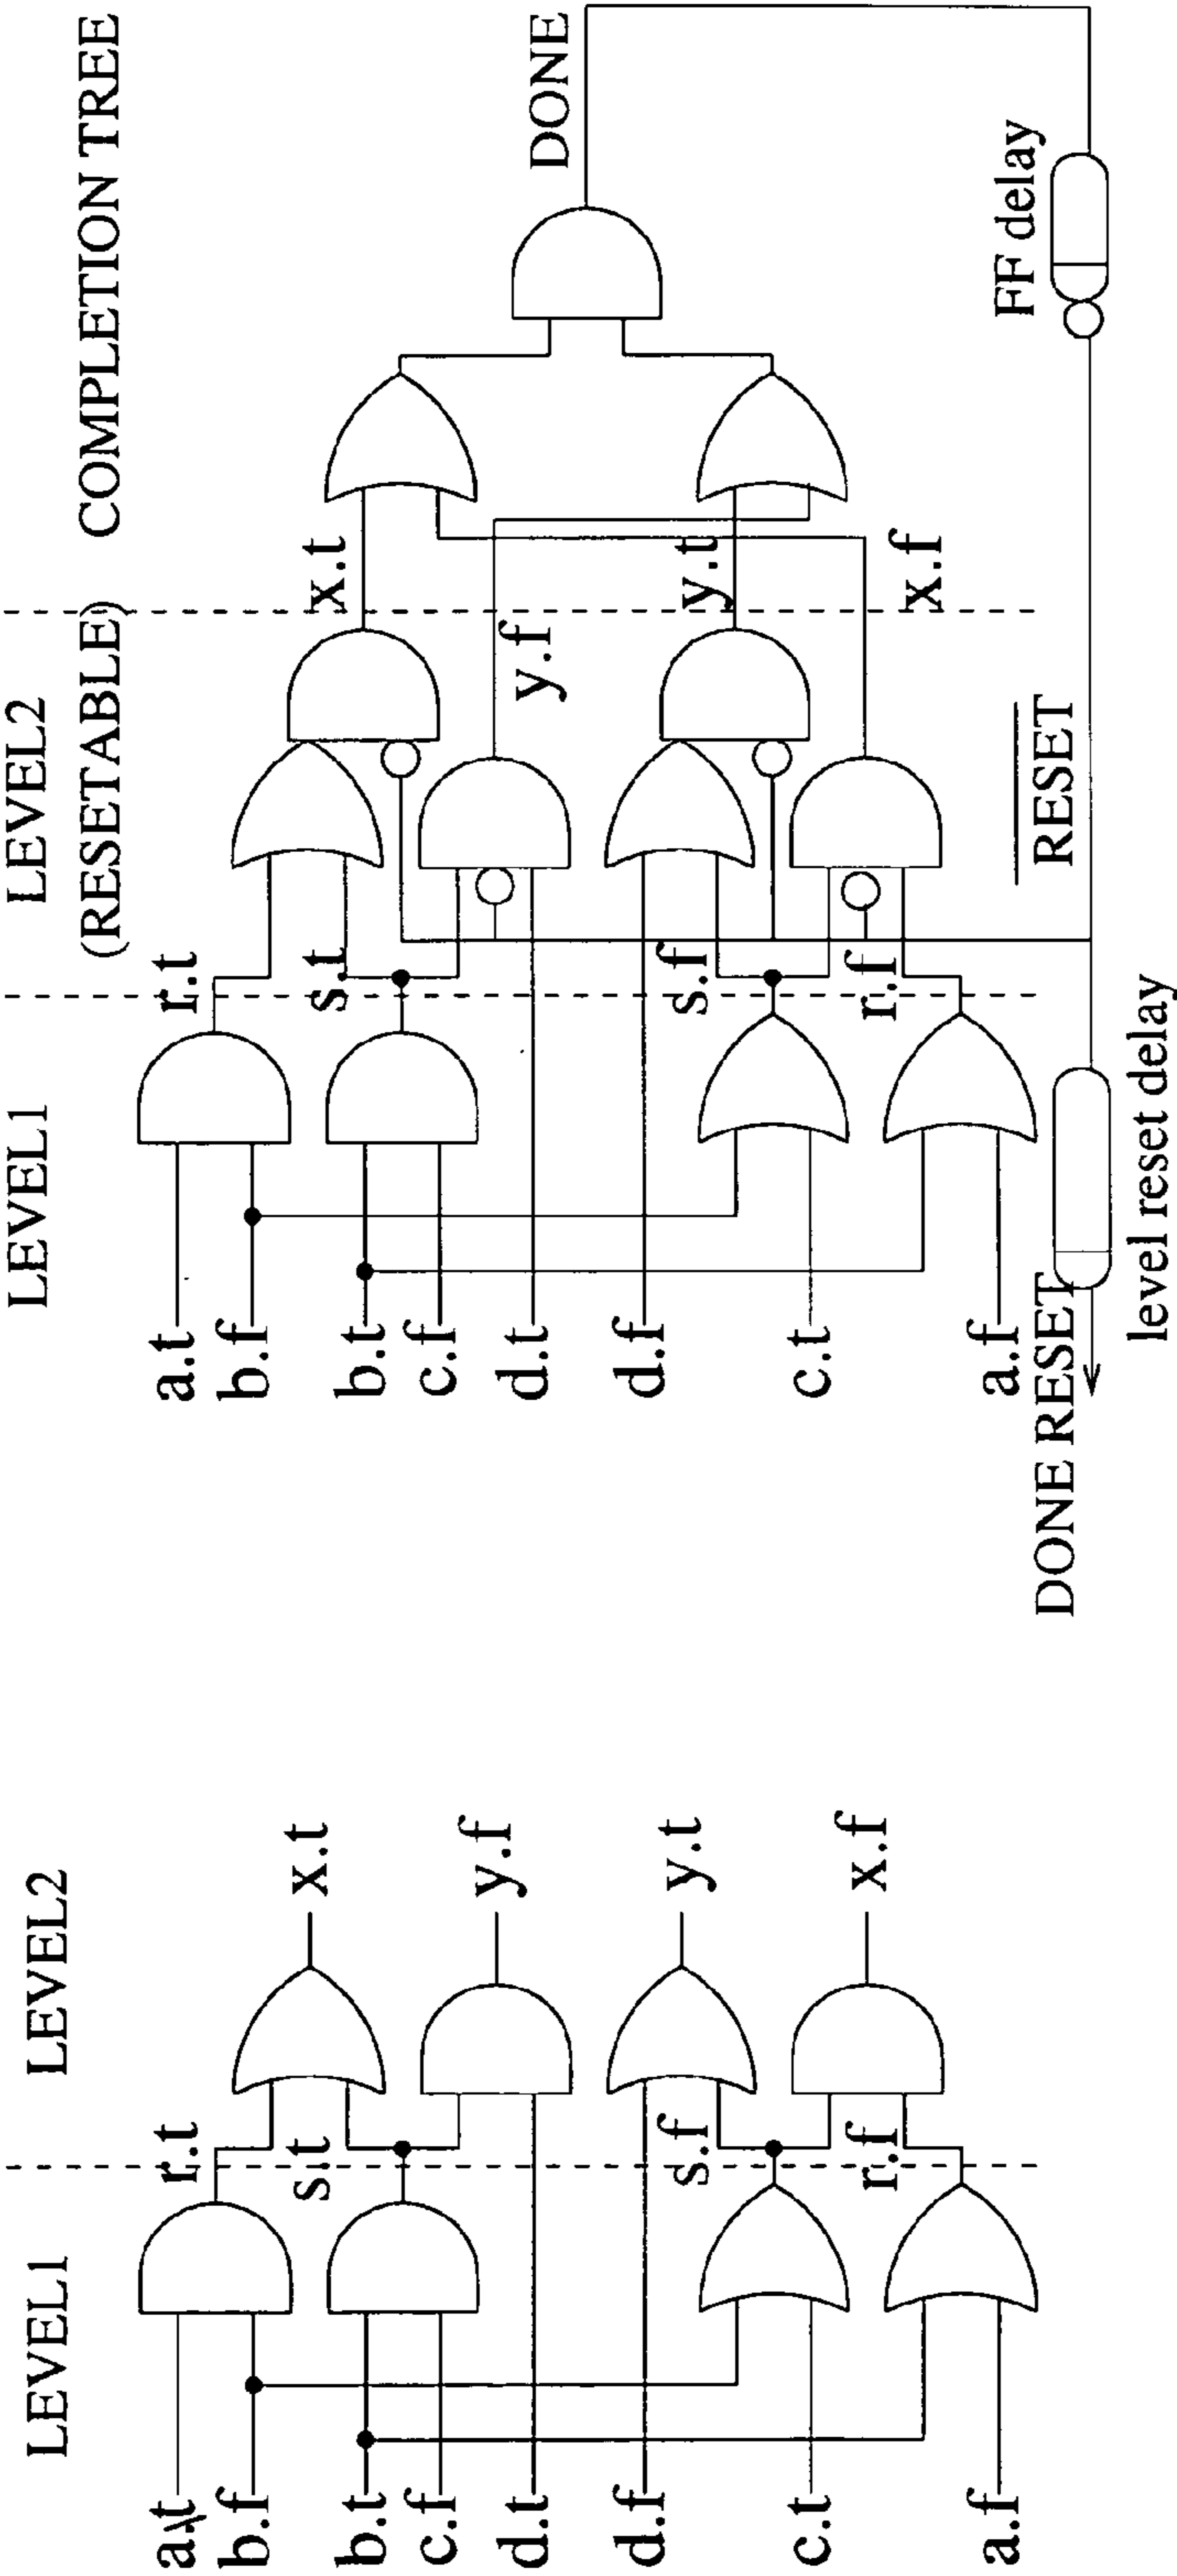 LEVEL1
LEVEL2
a.t
b.f
b.t
c.f
d.t
d.f
c.t
a.f
r.t
s.t
s.f
r.f
x.t
y.f
y.t
x.f
LEVEL1
LEVEL2
(RESETABLE)
COMPLETION TREE
a.t
b.f
b.t
c.f
d.t
d.f
c.t
a.f
r.t
s.t
s.f
r.f
x.t
y.f
y.t
x.f
DONE
RESET
FF delay
DONE RESET
level reset delay